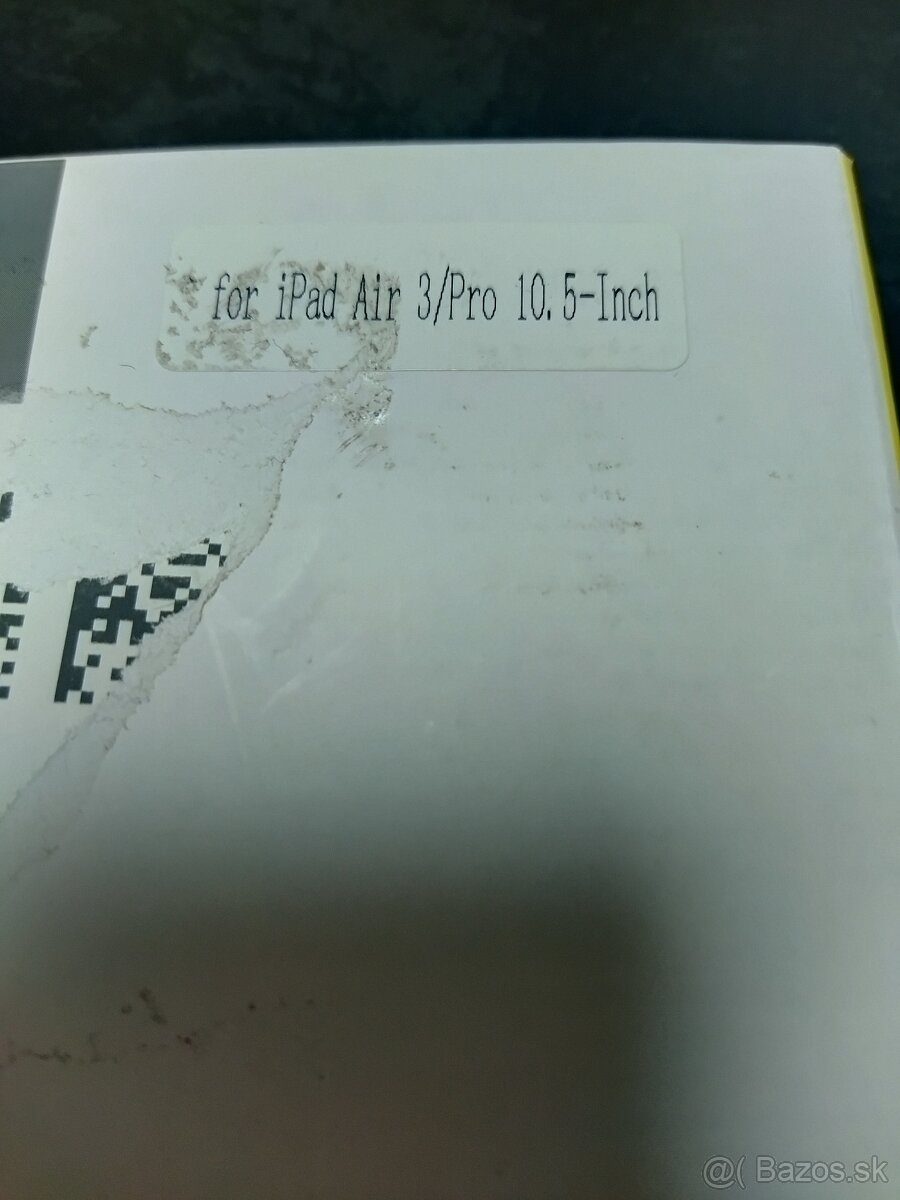 for iPad Air 3/Pro 10.5-Inch
@( Bazos.sk